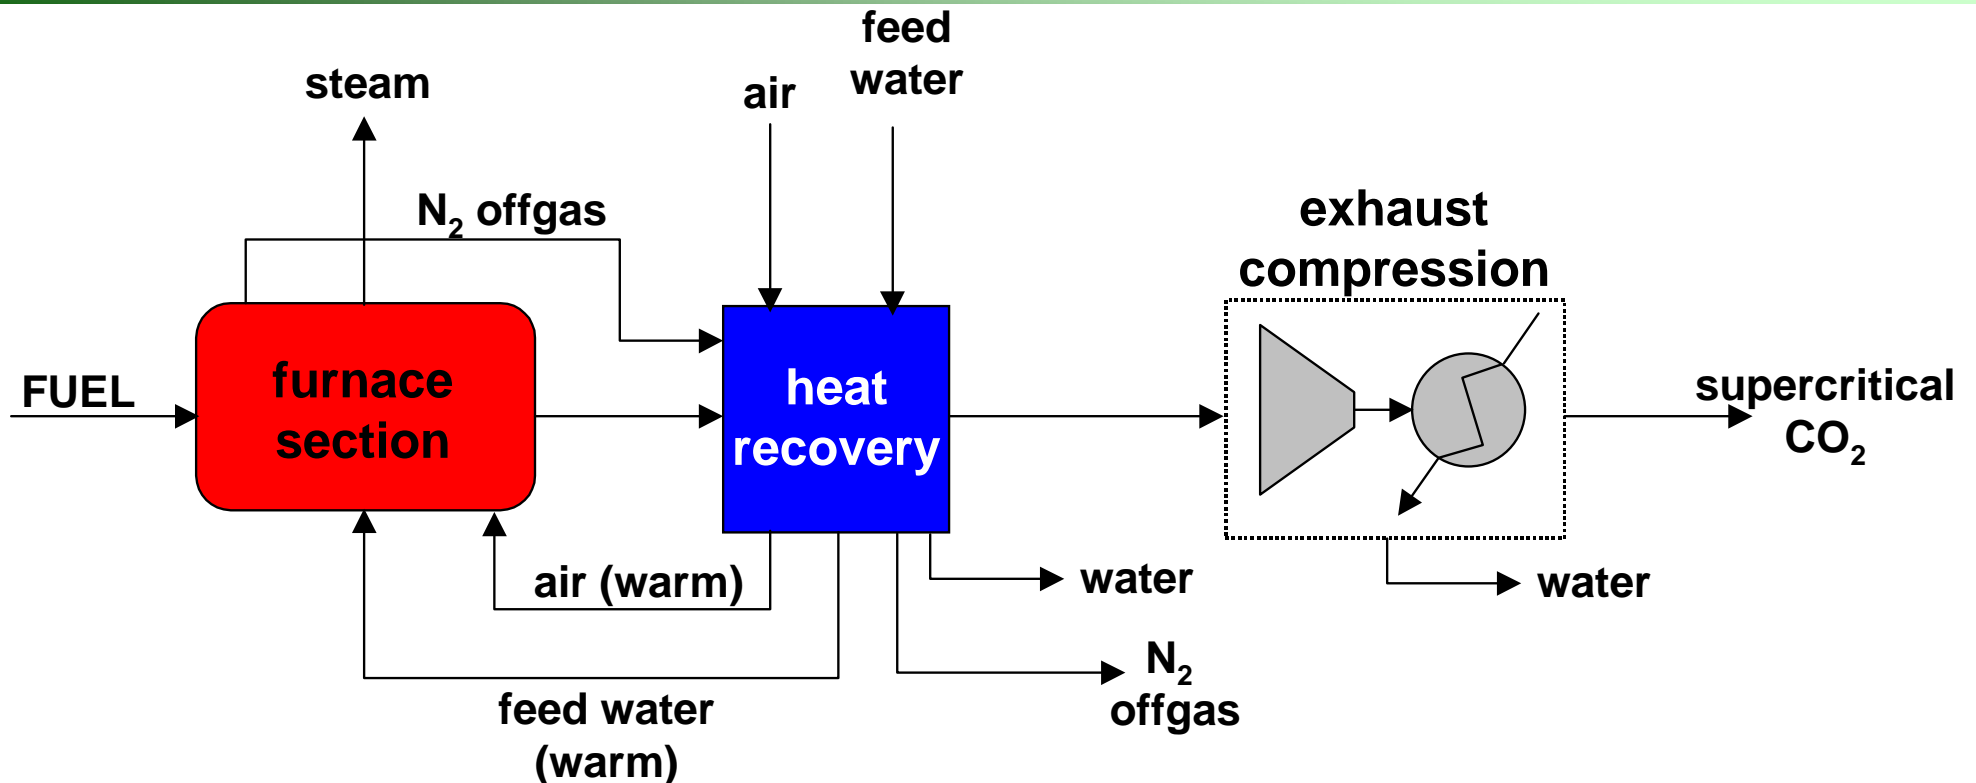 feed
water
steam
air
N₂ offgas
exhaust
compression
FUEL
furnace
section
heat
recovery
supercritical
CO₂
air (warm)
water
water
N₂
offgas
feed water
(warm)